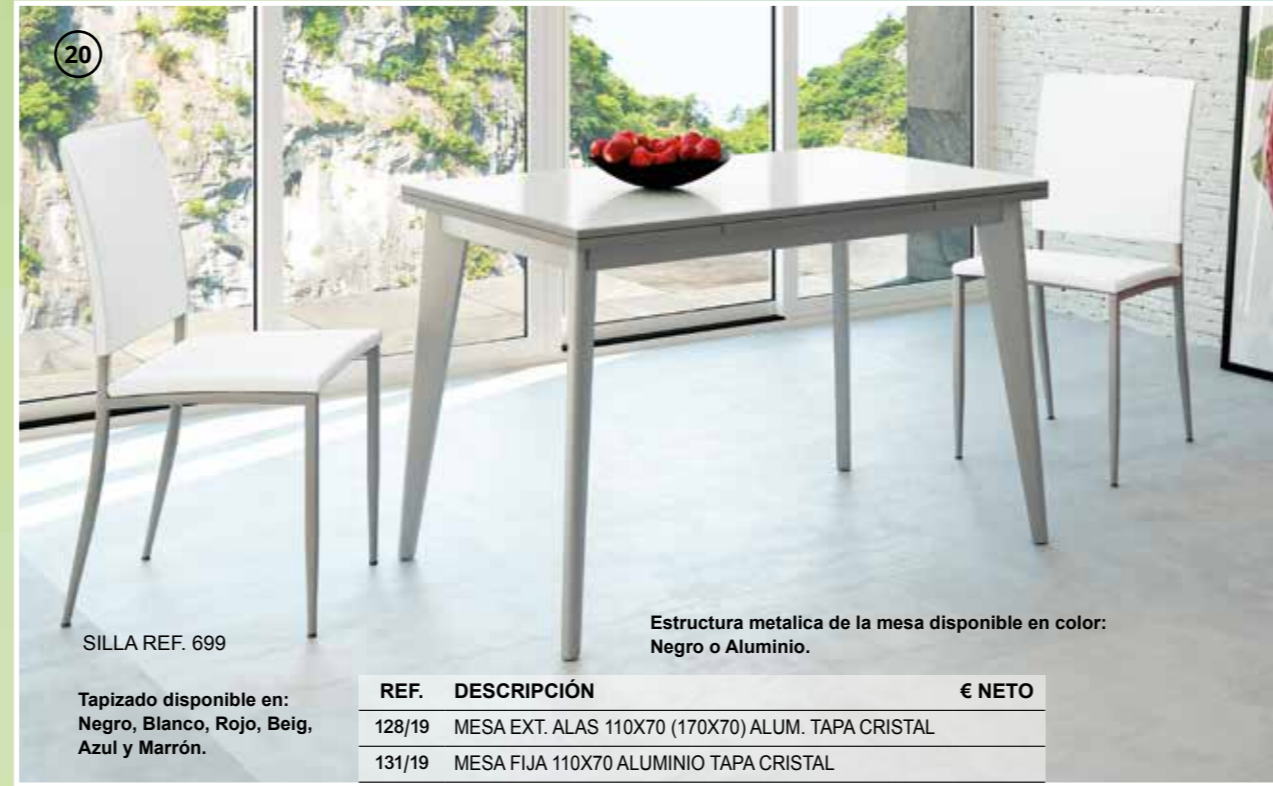 20
SILLA REF. 699
Tapizado disponible en:
Negro, Blanco, Rojo, Beig,
Azul y Marrón.
Estructura metalica de la mesa disponible en color:
Negro o Aluminio.
REF. DESCRIPCIÓN € NETO
128/19 MESA EXT. ALAS 110X70 (170X70) ALUM. TAPA CRISTAL
131/19 MESA FIJA 110X70 ALUMINIO TAPA CRISTAL